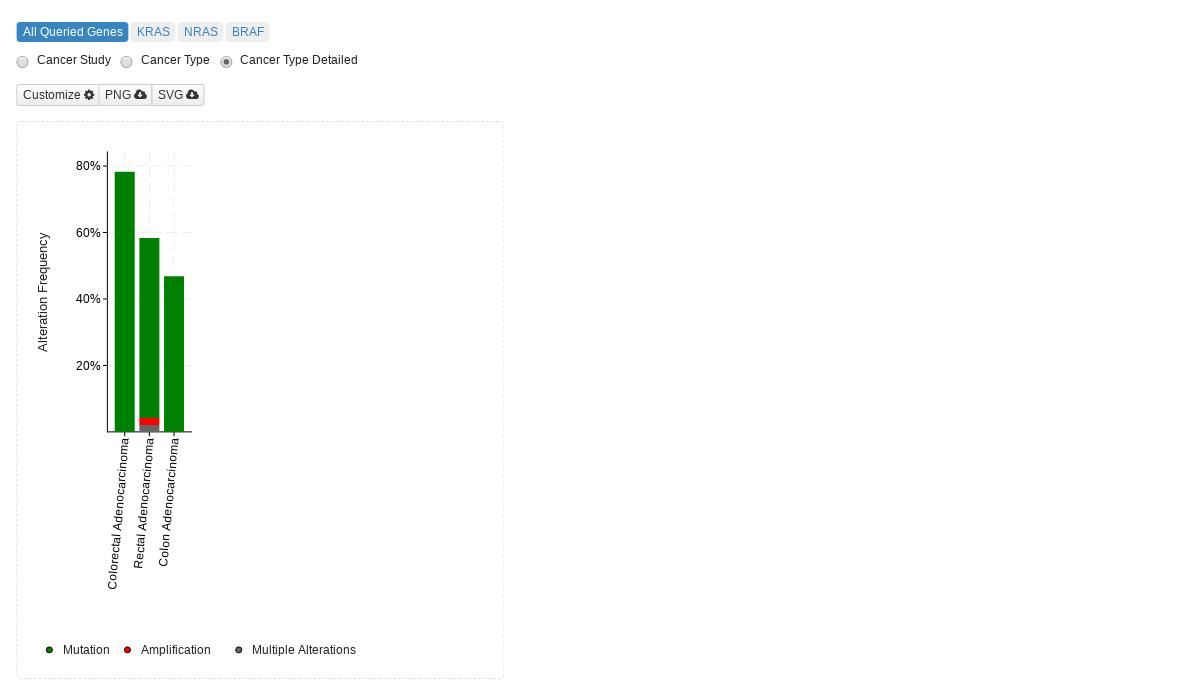 All Queried Genes KRAS NRAS BRAF
Cancer Study Cancer Type Cancer Type Detailed
Customize PNG SVG
80%
60%
40%
20%
Alteration Frequency
Colorectal Adenocarcinoma
Rectal Adenocarcinoma
Colon Adenocarcinoma
Mutation Amplification Multiple Alterations